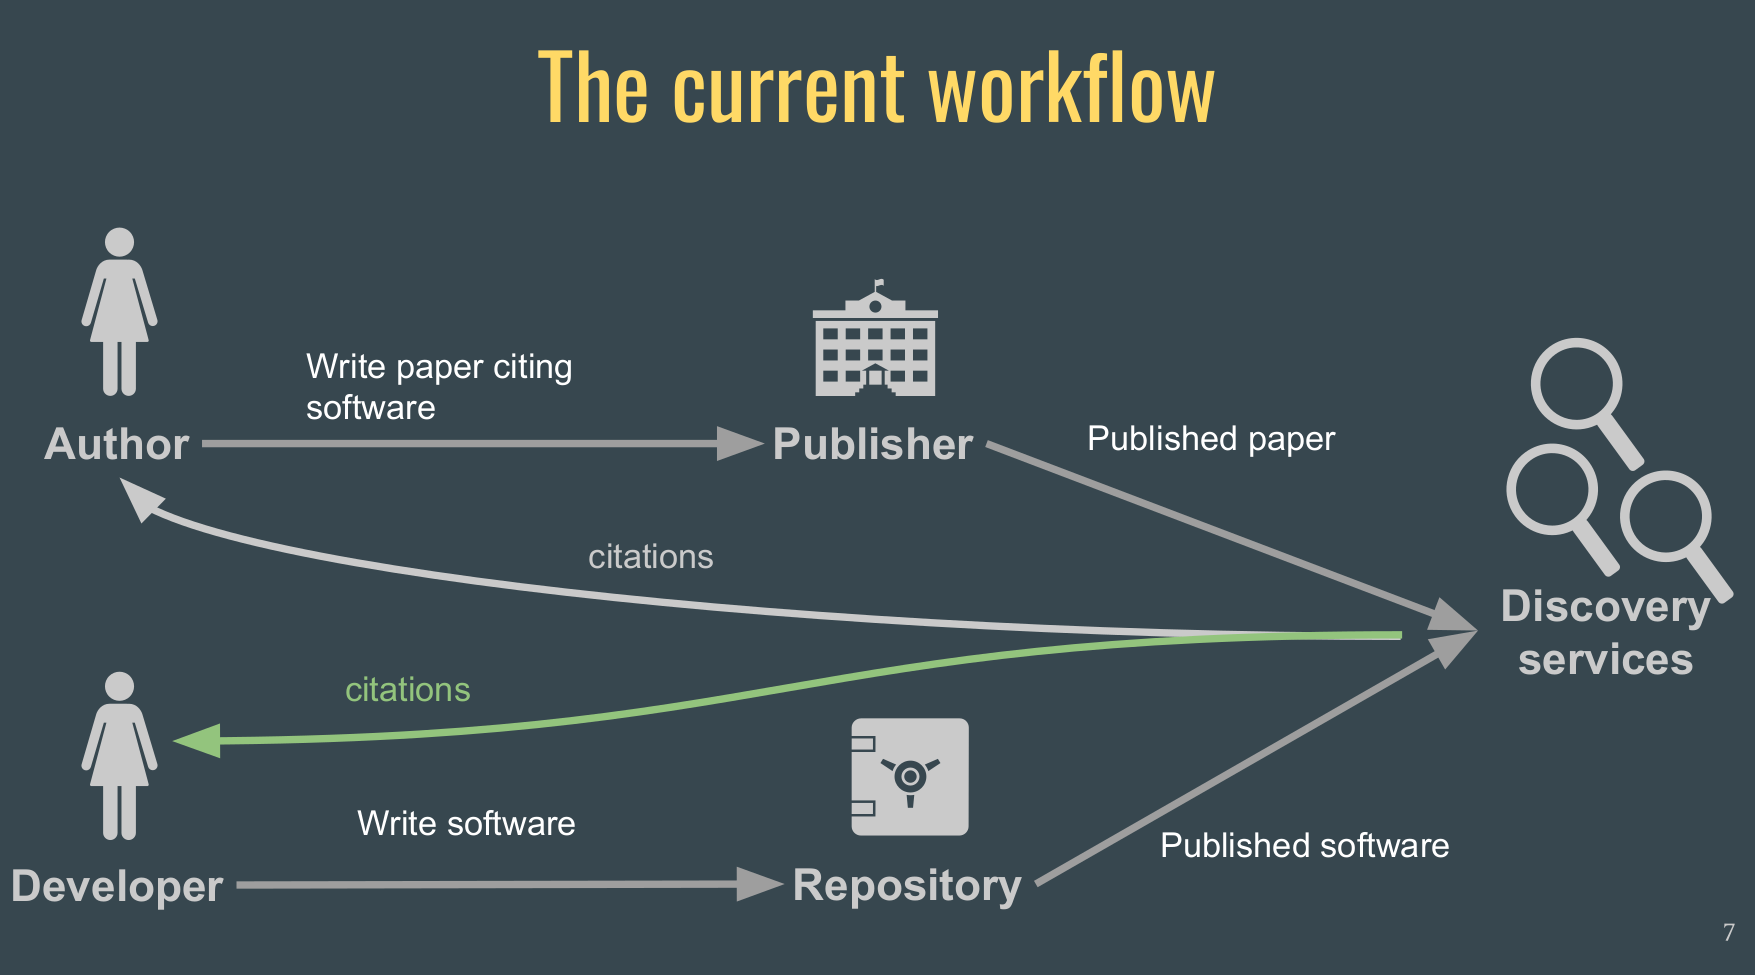 The current workflow
Write paper citing
software
Author
Publisher
Published paper
citations
Discovery
services
citations
Write software
Published software
Developer
Repository
7